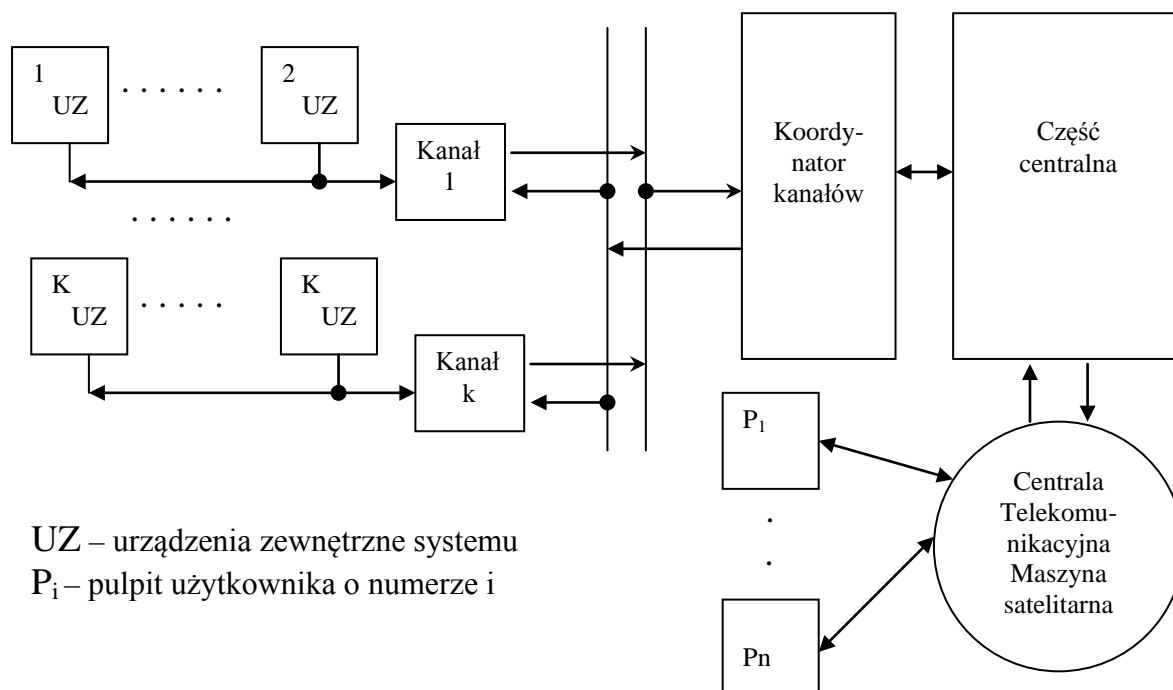 1
UZ
. . . . . .
2
UZ
Kanał
1
. . . . . .
K
UZ
. . . . .
K
UZ
Kanał
k
Koordy-
nator
kanałów
Część
centralna
P1
.
.
Pn
Centrala
Telekomu-
nikacyjna
Maszyna
satelitarna
UZ – urządzenia zewnętrzne systemu
Pi – pulpit użytkownika o numerze i